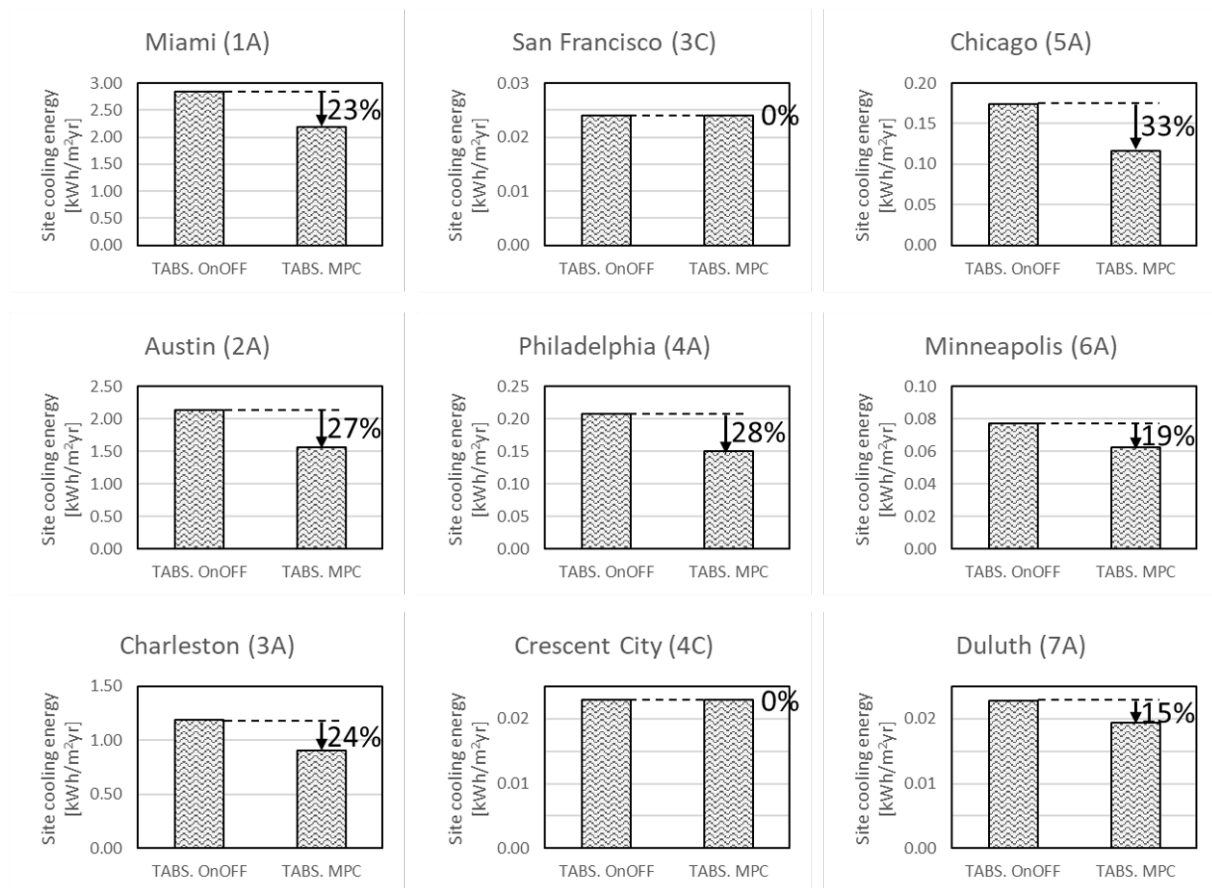 Miami (1A)
Site cooling energy
[kWh/m²yr]
3.00
2.50
2.00
1.50
1.00
0.50
0.00
23%
TABS. OnOFF
TABS. MPC
San Francisco (3C)
Site cooling energy
[kWh/m²yr]
0.03
0.02
0.01
0.00
0%
TABS. OnOFF
TABS. MPC
Chicago (5A)
Site cooling energy
[kWh/m²yr]
0.20
0.15
0.10
0.05
0.00
33%
TABS. OnOFF
TABS. MPC
Austin (2A)
Site cooling energy
[kWh/m²yr]
2.50
2.00
1.50
1.00
0.50
0.00
27%
TABS. OnOFF
TABS. MPC
Philadelphia (4A)
Site cooling energy
[kWh/m²yr]
0.25
0.20
0.15
0.10
0.05
0.00
28%
TABS. OnOFF
TABS. MPC
Minneapolis (6A)
Site cooling energy
[kWh/m²yr]
0.10
0.08
0.06
0.04
0.02
0.00
19%
TABS. OnOFF
TABS. MPC
Charleston (3A)
Site cooling energy
[kWh/m²yr]
1.50
1.00
0.50
0.00
24%
TABS. OnOFF
TABS. MPC
Crescent City (4C)
Site cooling energy
[kWh/m²yr]
0.02
0.01
0.00
0%
TABS. OnOFF
TABS. MPC
Duluth (7A)
Site cooling energy
[kWh/m²yr]
0.02
0.01
0.00
15%
TABS. OnOFF
TABS. MPC